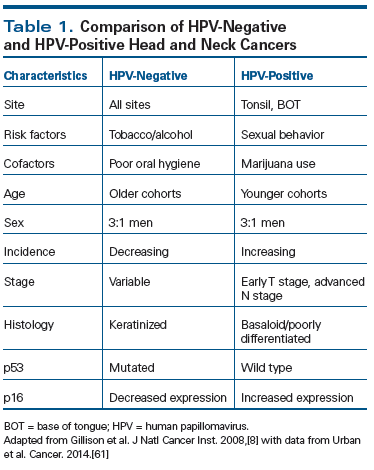 Table 1. Comparison of HPV-Negative
and HPV-Positive Head and Neck Cancers
Characteristics HPV-Negative HPV-Positive
Site All sites Tonsil, BOT
Risk factors Tobacco/alcohol Sexual behavior
Cofactors Poor oral hygiene Marijuana use
Age Older cohorts Younger cohorts
Sex 3:1 men 3:1 men
Incidence Decreasing Increasing
Stage Variable Early T stage, advanced
N stage
Histology Keratinized Basaloid/poorly
differentiated
p53 Mutated Wild type
p16 Decreased expression Increased expression
BOT = base of tongue; HPV = human papillomavirus.
Adapted from Gillison et al. J Natl Cancer Inst. 2008,[8] with data from Urban
et al. Cancer. 2014.[61]